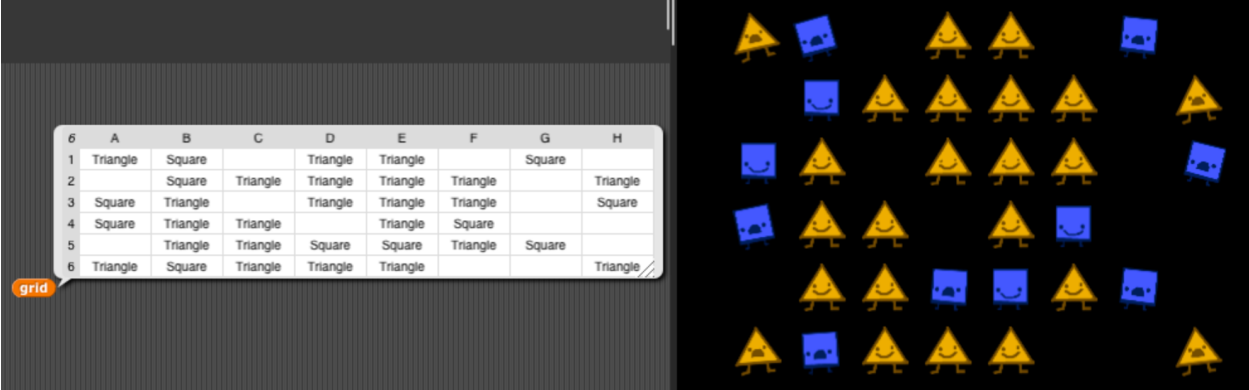 6 A B C D E F G H
1 Triangle Square Triangle Triangle Square
2 Square Triangle Triangle Triangle Triangle Triangle
3 Square Triangle Triangle Triangle Triangle Square
4 Square Triangle Triangle Triangle Square
5 Triangle Triangle Square Square Triangle Square
6 Triangle Square Triangle Triangle Triangle Triangle
grid